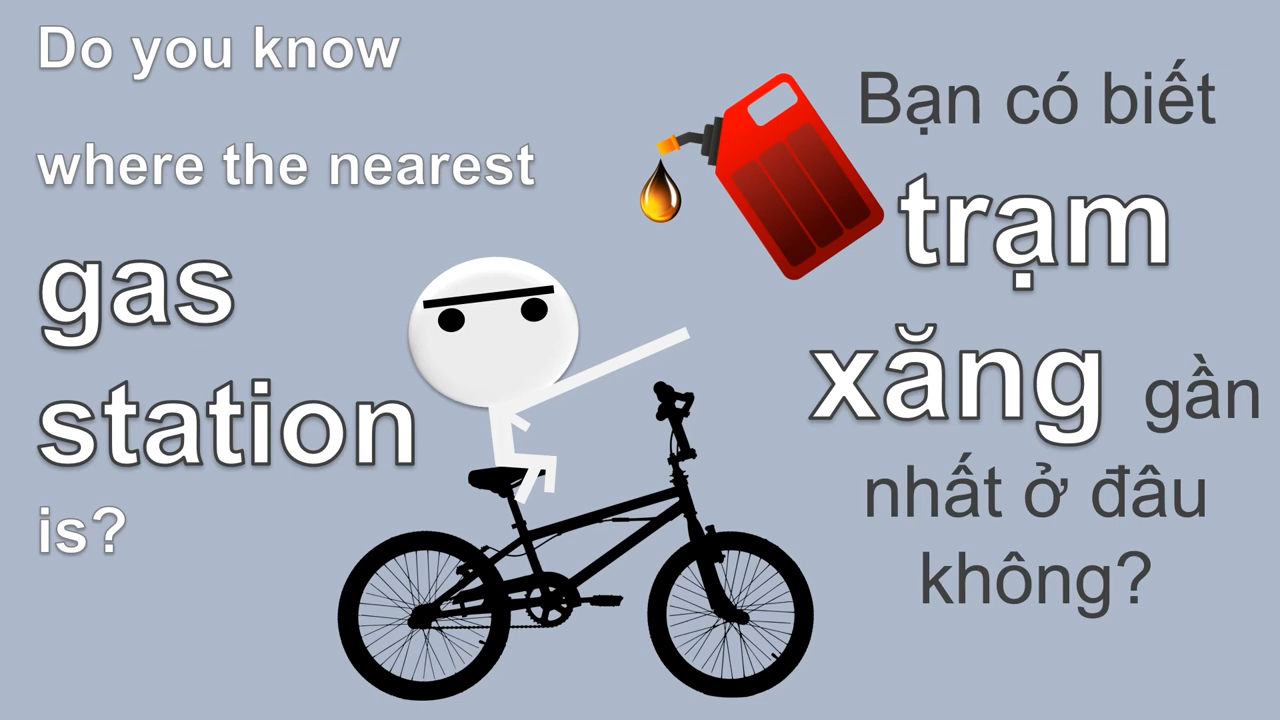 Do you know
where the nearest
gas
station
is?
Bạn có biết
trạm
xăng gần
nhất ở đâu
không?